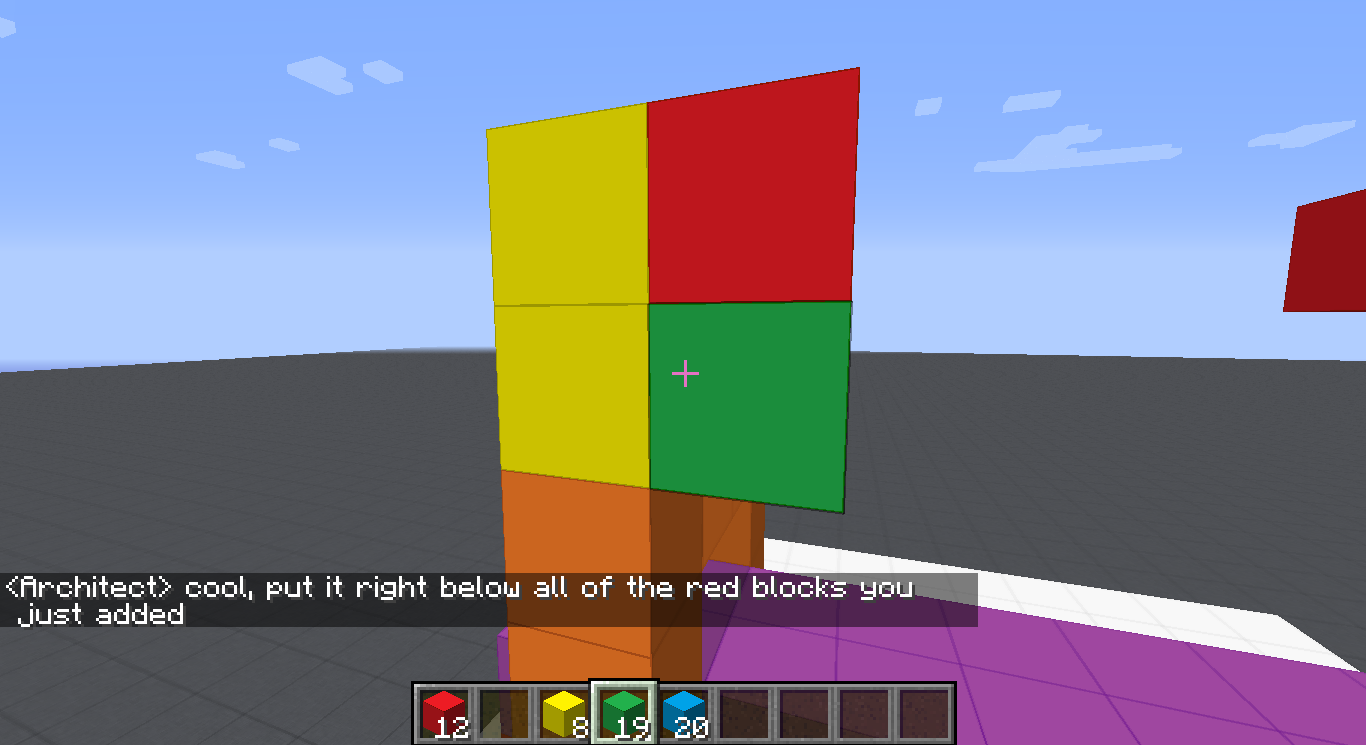 <Architect> cool, put it right below all of the red blocks you
just added
12
8
19
20